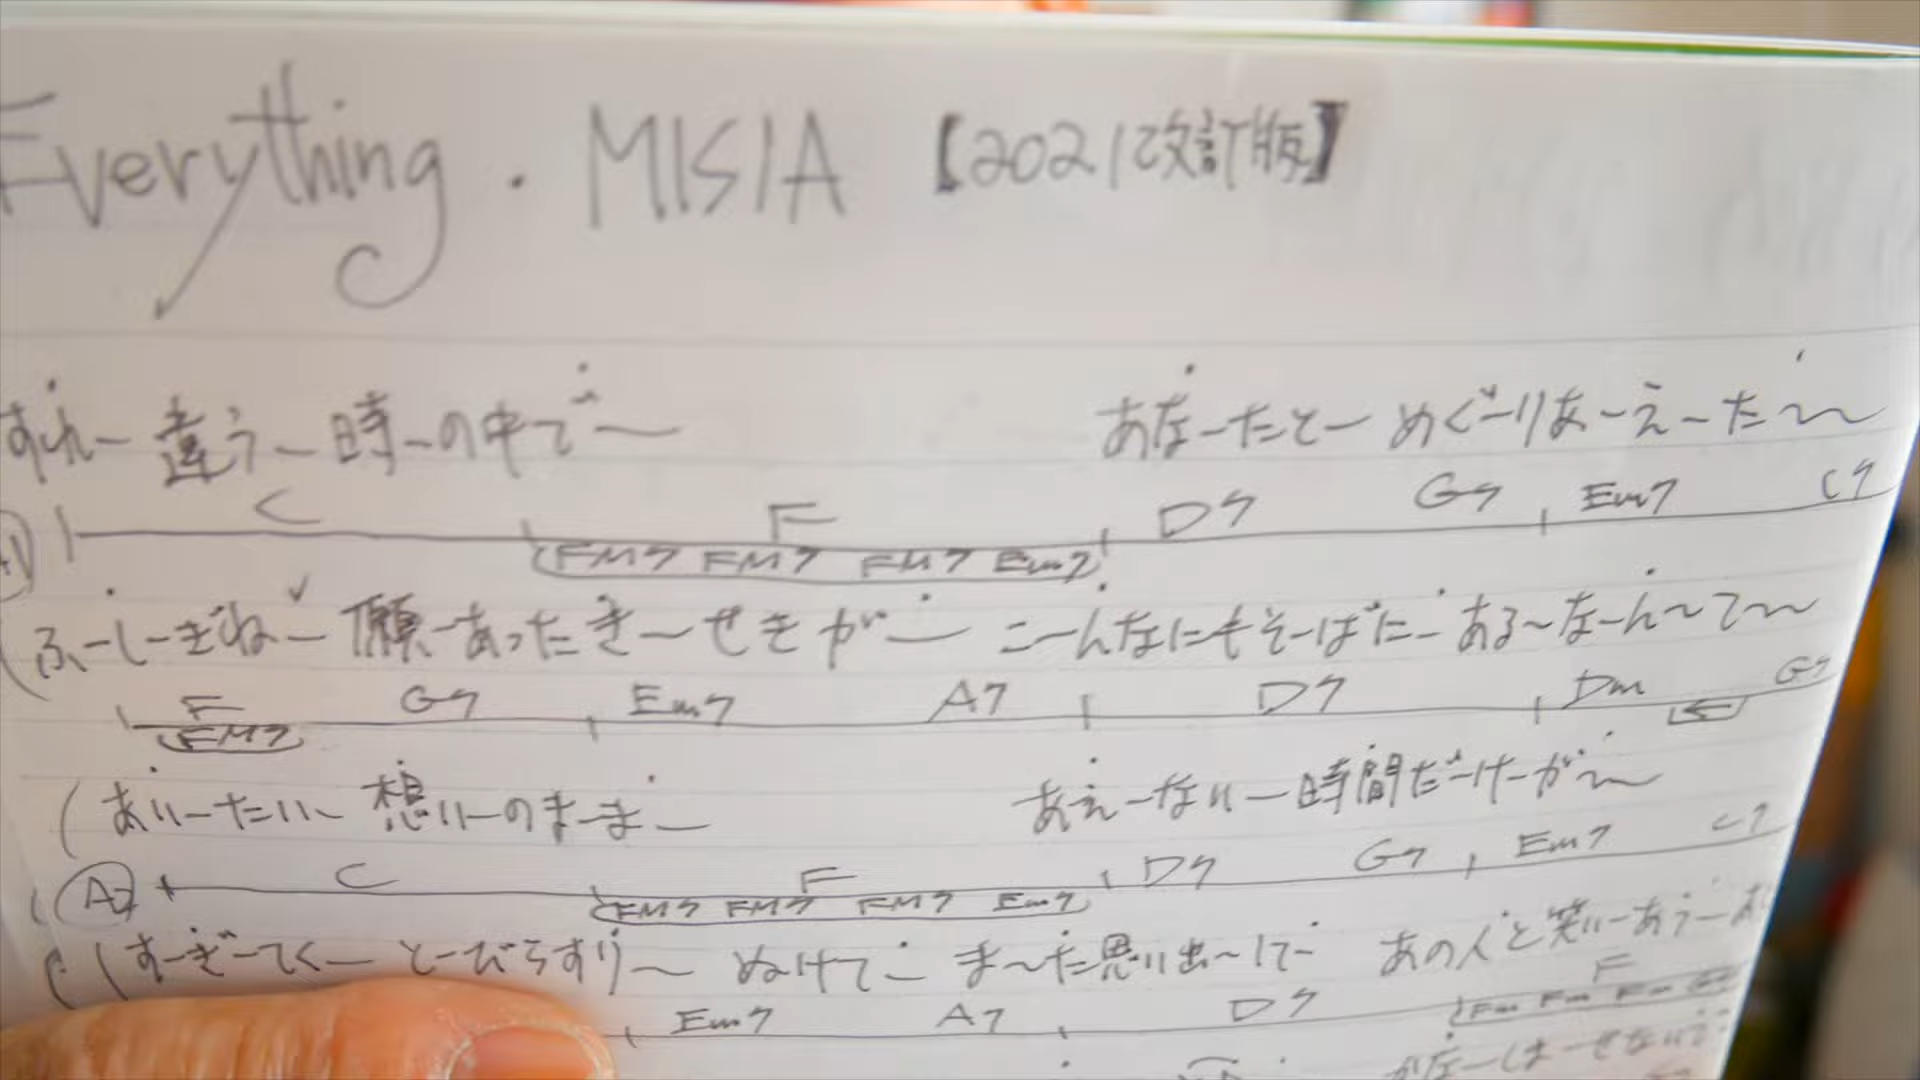 Everything . MISIA 【2021改訂版】
すれー違うー時ーの中でー あなーたとー めぐーりあーえーた〜
C F D7 G7 Em7 C7
FM7 FM7 FM7 Em7
(ふーしーぎねー願ーあったきーせきがー こーんなにもそーばにー ある〜なーん〜て〜
F G7 Em7 A7 D7 Dm G7
FM7
(あいーたいー 想いーのまーまー あえーないー時間だーけーが〜
A2 C F D7 G7 Em7 C7
FM7 FM7 FM7 Em7
(すーぎーてくー とーびらすり〜 ぬけてー ま〜た思い出〜してー あの人と笑いーあうー
Em7 A7 D7 F
Fm Fm Fm